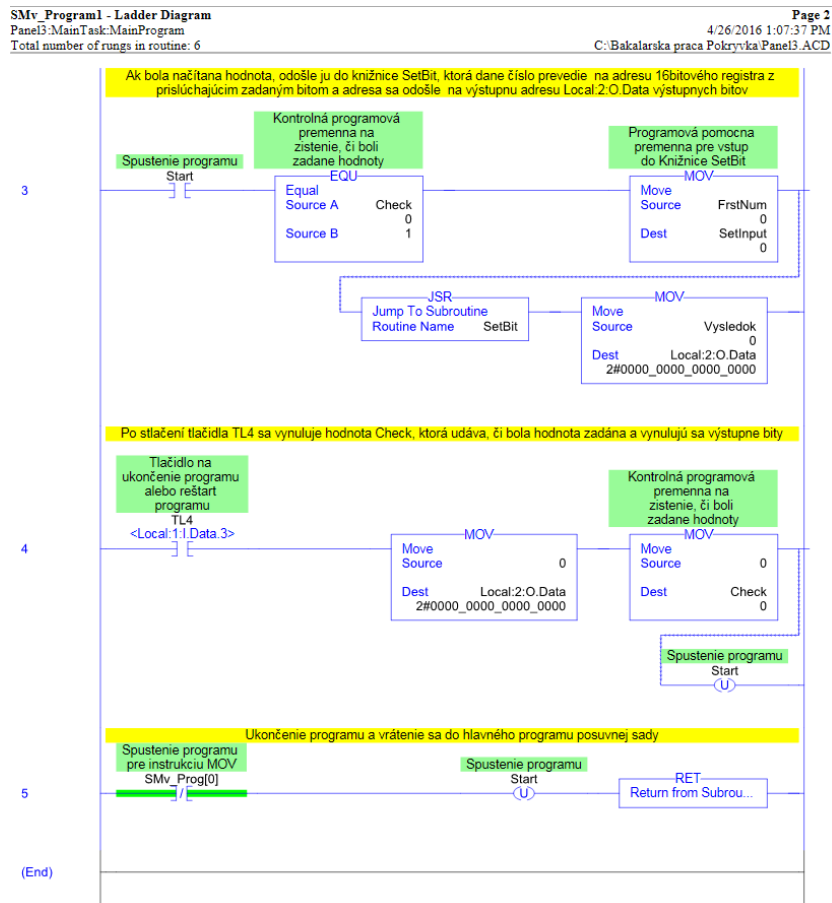 SMv_Program1 - Ladder Diagram
Page 2
Panel3:MainTask:MainProgram
4/26/2016 1:07:37 PM
Total number of rungs in routine: 6
C:\Bakalarska praca Pokryvka\Panel3.ACD
Ak bola načítana hodnota, odošle ju do knižnice SetBit, ktorá dane číslo prevedie na adresu 16bitového registra z
prislúchajúcim zadaným bitom a adresa sa odošle na výstupnu adresu Local:2:O.Data výstupnych bitov
3
Spustenie programu
Start
Kontrolná programová
premenna na
zistenie, či boli
zadane hodnoty
EQU
Equal
Source A Check
0
Source B 1
Programová pomocna
premenna pre vstup
do Knižnice SetBit
MOV
Move
Source FrstNum
0
Dest SetInput
0
JSR
Jump To Subroutine
Routine Name SetBit
MOV
Move
Source Vysledok
0
Dest Local:2:O.Data
2#0000_0000_0000_0000
Po stlačení tlačidla TL4 sa vynuluje hodnota Check, ktorá udáva, či bola hodnota zadána a vynulujú sa výstupne bity
4
Tlačidlo na
ukončenie programu
alebo reštart
programu
TL4
<Local:1:I.Data.3>
MOV
Move
Source 0
Dest Local:2:O.Data
2#0000_0000_0000_0000
Kontrolná programová
premenna na
zistenie, či boli
zadane hodnoty
MOV
Move
Source 0
Dest Check
0
Spustenie programu
Start
U
Ukončenie programu a vrátenie sa do hlavného programu posuvnej sady
5
Spustenie programu
pre instrukciu MOV
SMv_Prog[0]
Spustenie programu
Start
U
RET
Return from Subrou...
(End)